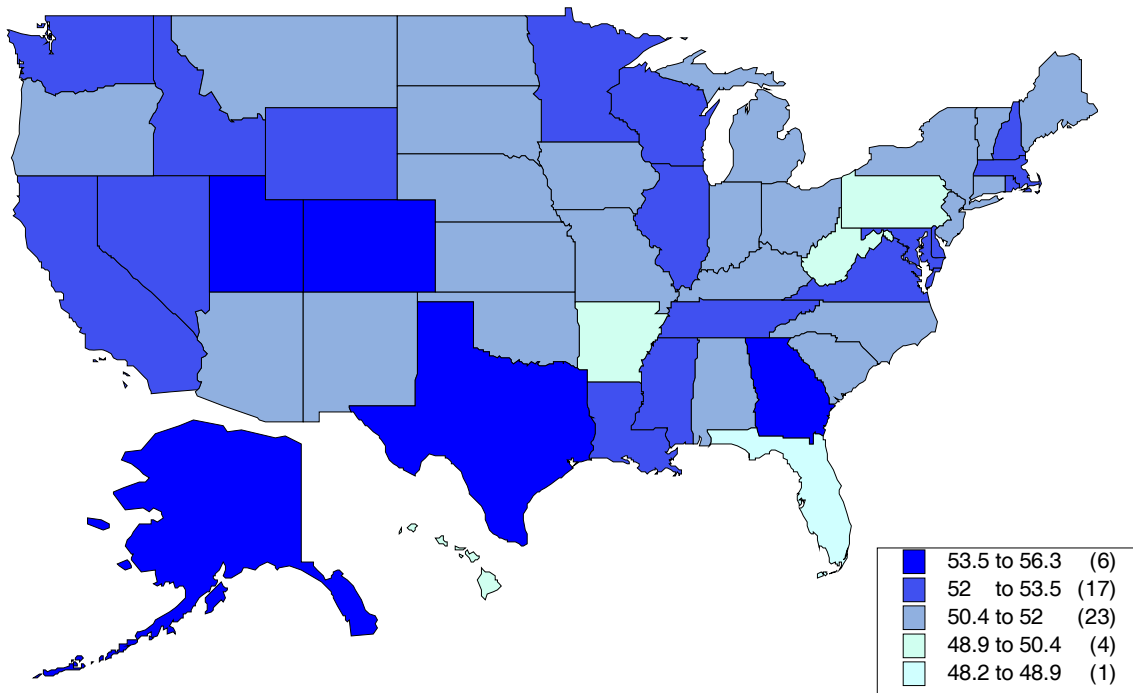 53.5 to 56.3 (6)
52 to 53.5 (17)
50.4 to 52 (23)
48.9 to 50.4 (4)
48.2 to 48.9 (1)